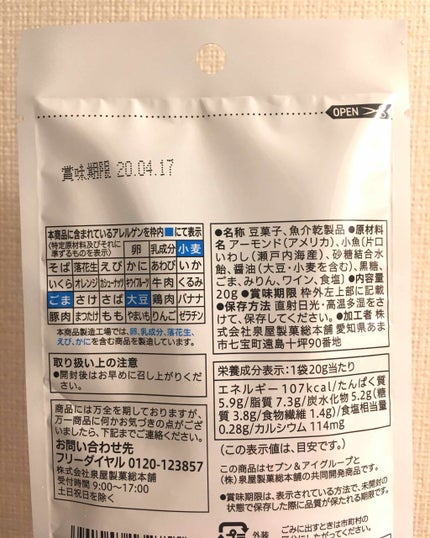 OPEN
賞味期限 20.04.17
本商品に含まれているアレルゲンを枠内■にて表示
(特定原材料及びそれに準ずるものを表示) 卵 乳成分 小麦
そば 落花生 えび かに あわび いか
いくら オレンジ カシューナッツ キウイフルーツ 牛肉 くるみ
ごま さけ さば 大豆 鶏肉 バナナ
豚肉 まつたけ もも やまいも りんご ゼラチン
本商品製造工場では、卵、乳成分、落花生、
えび、かにを含む商品を製造しています。
取り扱い上の注意
●開封後はお早めに召し上がりくだ
さい。
商品には万全を期しておりますが、
万一商品に何かお気づきの点がござ
いましたら、下記までご連絡ください。
お問い合わせ先
フリーダイヤル 0120-123857
株式会社泉屋製菓総本舗
受付時間 9:00~17:00
土日祝日を除く
●名称 豆菓子、魚介乾製品 ●原材料
名 アーモンド(アメリカ)、小魚(片口
いわし(瀬戸内海産)、砂糖結合水
飴、醤油(大豆・小麦を含む)、黒糖、
ごま、みりん、ワイン、食塩) ●内容量
20g ●賞味期限 枠外左上部に記載
●保存方法 直射日光・高温多湿をさ
けて、保存してください。 ●加工者 株
式会社泉屋製菓総本舗 愛知県あま
市七宝町遠島十坪90番地
栄養成分表示:1袋20g当たり
エネルギー 107kcal/たんぱく質
5.9g/脂質 7.3g/炭水化物 5.2g(糖
質 3.8g/食物繊維 1.4g)/食塩相当量
0.28g/カルシウム 114mg
(この表示値は、目安です。)
この商品はセブン&アイグループと
(株)泉屋製菓総本舗の共同開発商品です。
●賞味期限は、表示されている方法で、未開封の
状態で保存した際に品質が保たれる期限です。
外装
ごみに出すときは市町村の